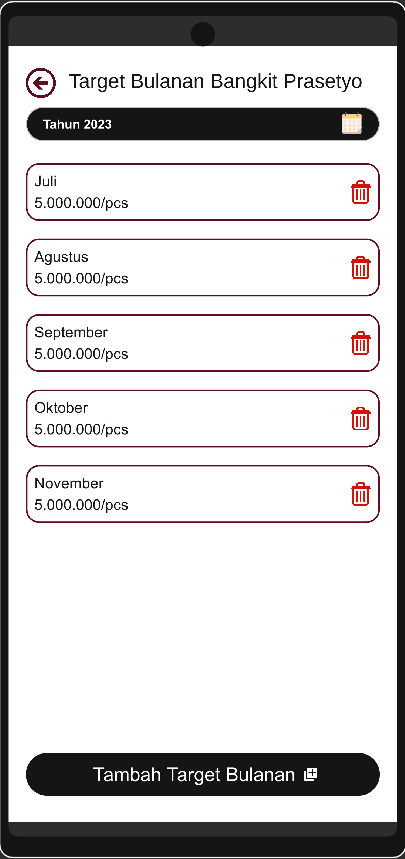 Target Bulanan Bangkit Prasetyo
Tahun 2023
Juli
5.000.000/pcs
Agustus
5.000.000/pcs
September
5.000.000/pcs
Oktober
5.000.000/pcs
November
5.000.000/pcs
Tambah Target Bulanan